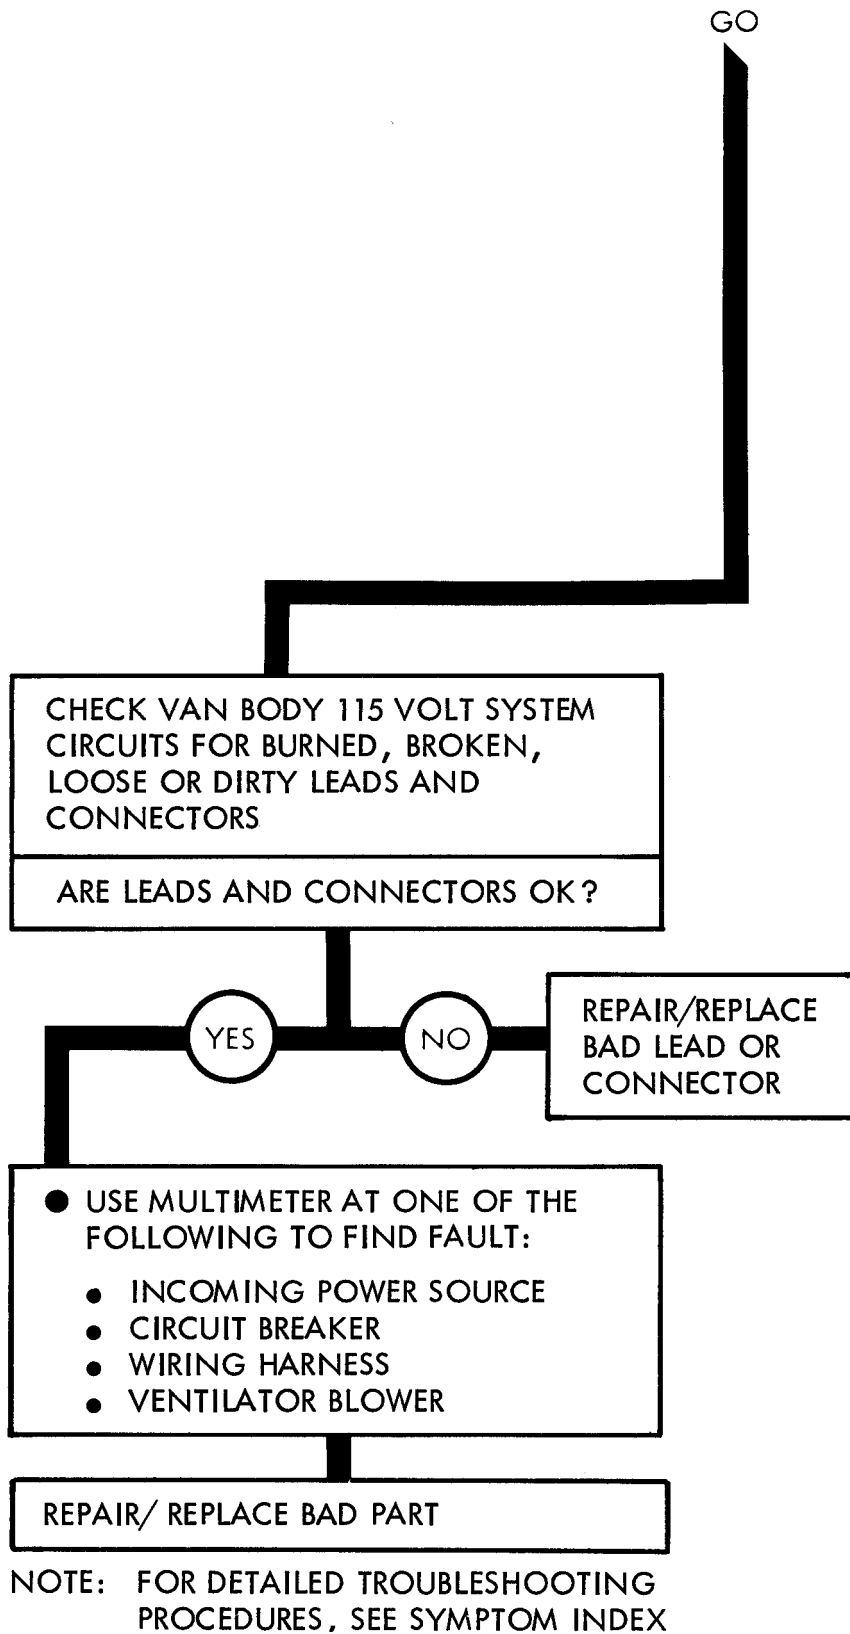 GO
CHECK VAN BODY 115 VOLT SYSTEM
CIRCUITS FOR BURNED, BROKEN,
LOOSE OR DIRTY LEADS AND
CONNECTORS
ARE LEADS AND CONNECTORS OK?
YES
NO
REPAIR/REPLACE
BAD LEAD OR
CONNECTOR
● USE MULTIMETER AT ONE OF THE
FOLLOWING TO FIND FAULT:
● INCOMING POWER SOURCE
● CIRCUIT BREAKER
● WIRING HARNESS
● VENTILATOR BLOWER
REPAIR/ REPLACE BAD PART
NOTE: FOR DETAILED TROUBLESHOOTING
PROCEDURES, SEE SYMPTOM INDEX